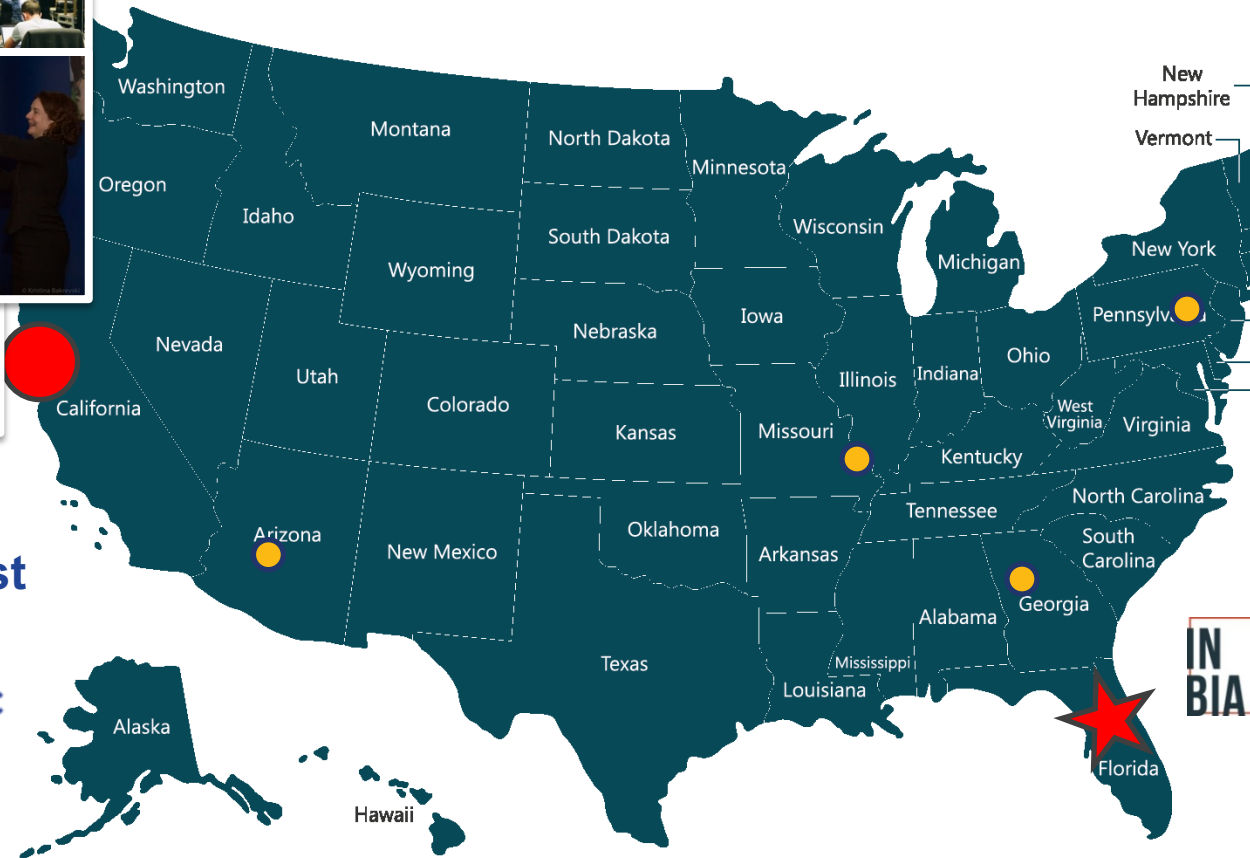 Washington
Montana
North Dakota
Minnesota
New
Hampshire
Vermont
Oregon
Idaho
Wyoming
South Dakota
Wisconsin
Michigan
New York
Nevada
Utah
Colorado
Nebraska
Iowa
Illinois
Indiana
Ohio
Pennsylv
California
Kansas
Missouri
West
Virginia
Virginia
Kentucky
Arizona
New Mexico
Oklahoma
Arkansas
Tennessee
North Carolina
South
Carolina
st
Texas
Louisiana
Mississippi
Alabama
Georgia
IN
BIA
Florida
Alaska
Hawaii